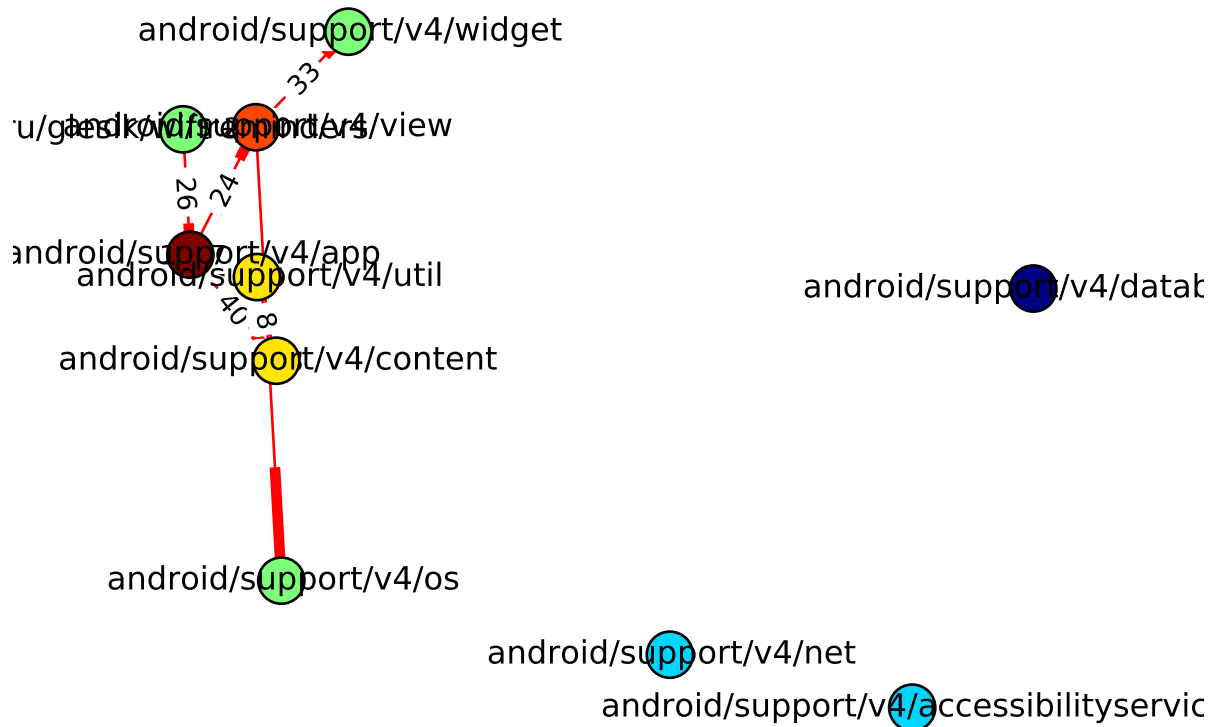 android/support/v4/widget
33
android/support/v4/view
26
24
android/support/v4/app
android/support/v4/util
40
8
android/support/v4/content
android/support/v4/datab
android/support/v4/os
android/support/v4/net
android/support/v4/accessibilityservic